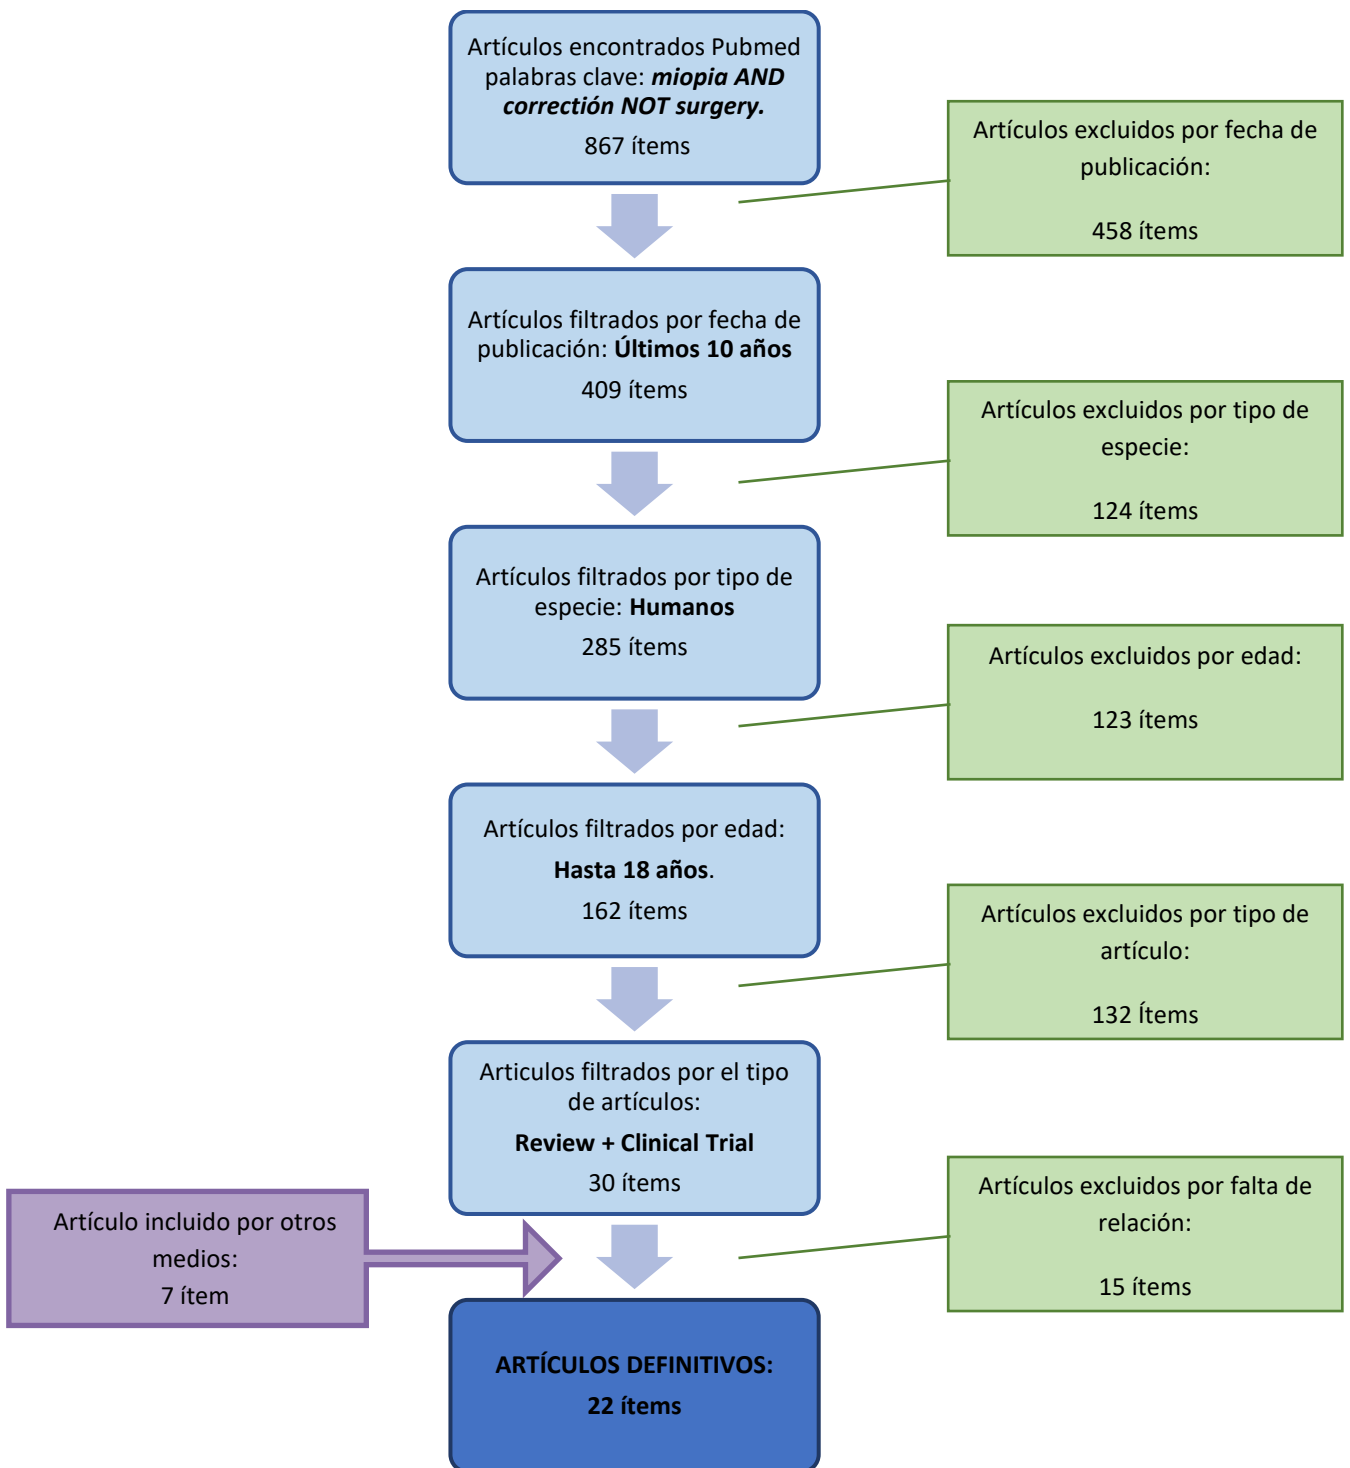 Artículos encontrados Pubmed
palabras clave: miopia AND
correctión NOT surgery.
867 ítems
Artículos excluidos por fecha de
publicación:
458 ítems
Artículos filtrados por fecha de
publicación: Últimos 10 años
409 ítems
Artículos excluidos por tipo de
especie:
124 ítems
Artículos filtrados por tipo de
especie: Humanos
285 ítems
Artículos excluidos por edad:
123 ítems
Artículos filtrados por edad:
Hasta 18 años.
162 ítems
Artículos excluidos por tipo de
artículo:
132 Ítems
Articulos filtrados por el tipo
de artículos:
Review + Clinical Trial
30 ítems
Artículos excluidos por falta de
relación:
15 ítems
Artículo incluido por otros
medios:
7 ítem
ARTÍCULOS DEFINITIVOS:
22 ítems